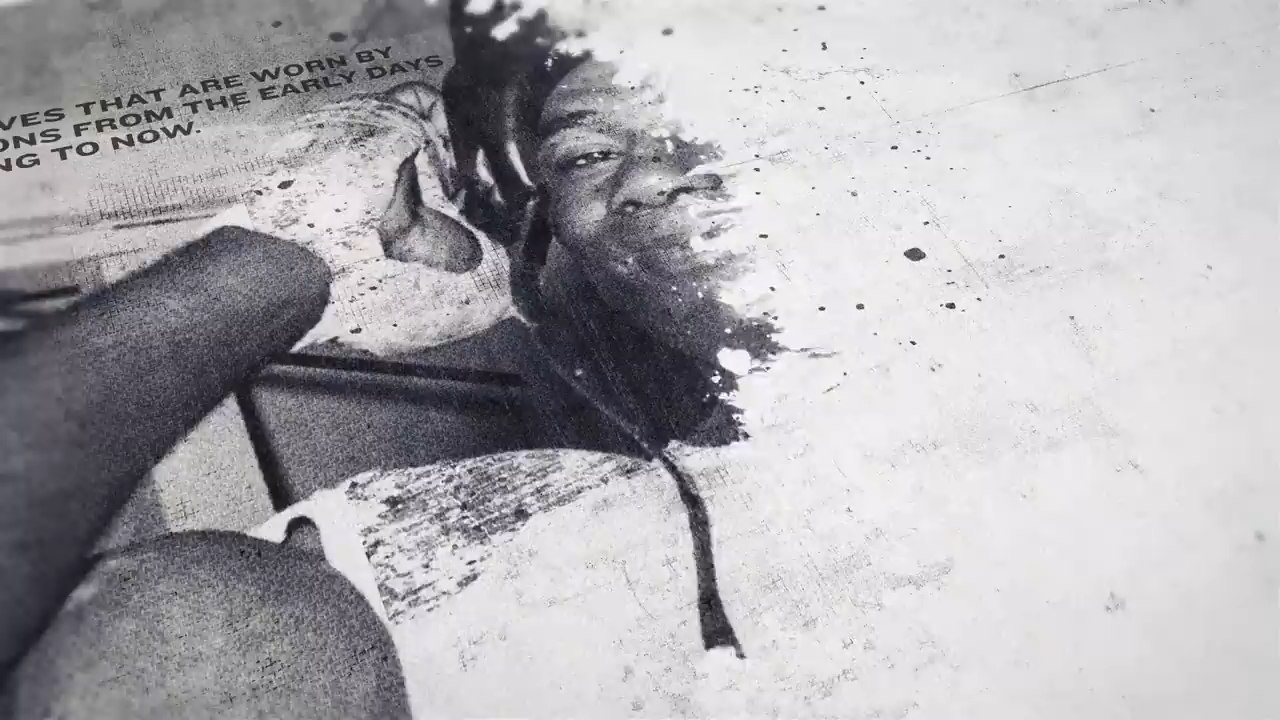 VES THAT ARE WORN BY
ONS FROM THE EARLY DAYS
NG TO NOW.